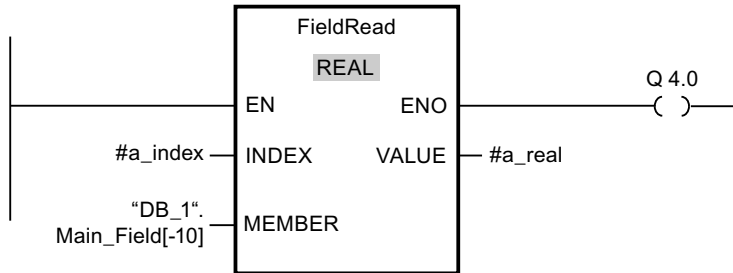 FieldRead
REAL
Q 4.0
EN
ENO
#a_index
INDEX
VALUE
#a_real
“DB_1“.
Main_Field[-10]
MEMBER